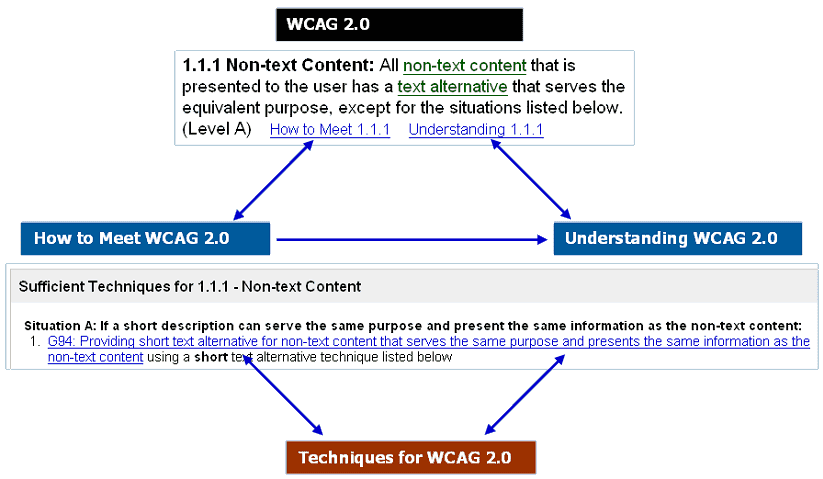 WCAG 2.0
1.1.1 Non-text Content: All non-text content that is
presented to the user has a text alternative that serves the
equivalent purpose, except for the situations listed below.
(Level A) How to Meet 1.1.1 Understanding 1.1.1
How to Meet WCAG 2.0
Understanding WCAG 2.0
Sufficient Techniques for 1.1.1 - Non-text Content
Situation A: If a short description can serve the same purpose and present the same information as the non-text content:
1. G94: Providing short text alternative for non-text content that serves the same purpose and presents the same information as the
non-text content using a short text alternative technique listed below
Techniques for WCAG 2.0